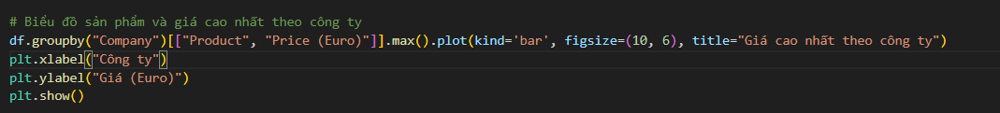 # Biểu đồ sản phẩm và giá cao nhất theo công ty
df.groupby("Company")[["Product", "Price (Euro)"]].max().plot(kind='bar', figsize=(10, 6), title="Giá cao nhất theo công ty")
plt.xlabel("Công ty")
plt.ylabel("Giá (Euro)")
plt.show()